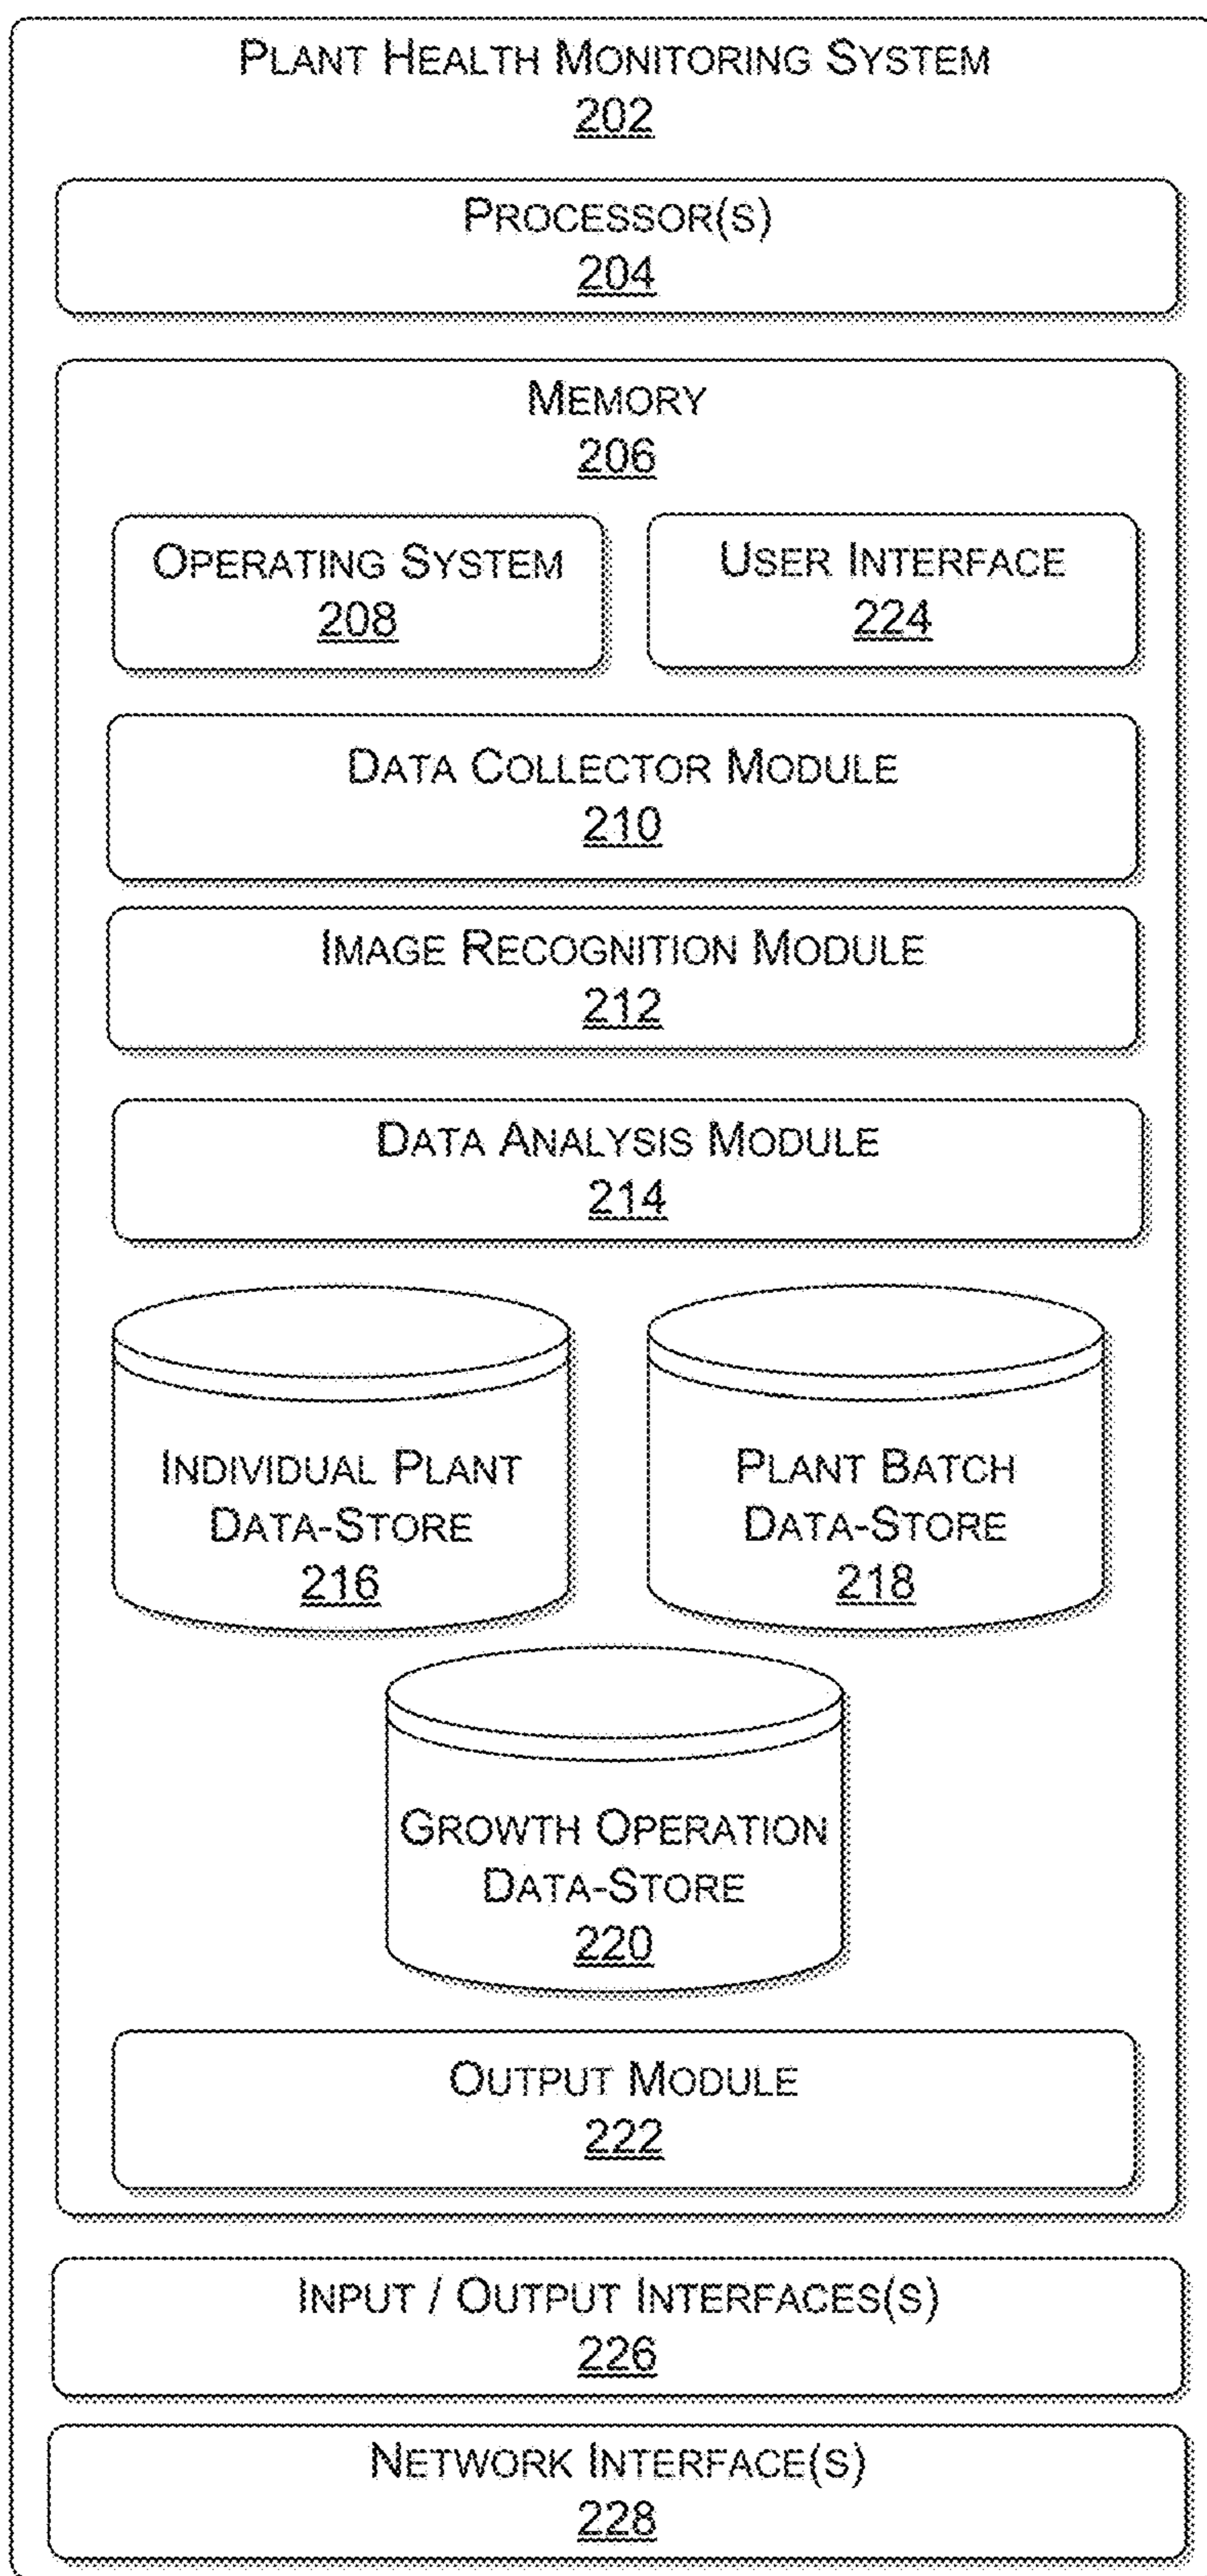 PLANT HEALTH MONITORING SYSTEM
202
PROCESSOR(S)
204
MEMORY
206
OPERATING SYSTEM
208
USER INTERFACE
224
DATA COLLECTOR MODULE
210
IMAGE RECOGNITION MODULE
212
DATA ANALYSIS MODULE
214
INDIVIDUAL PLANT
DATA-STORE
216
PLANT BATCH
DATA-STORE
218
GROWTH OPERATION
DATA-STORE
220
OUTPUT MODULE
222
INPUT / OUTPUT INTERFACES(S)
226
NETWORK INTERFACE(S)
228